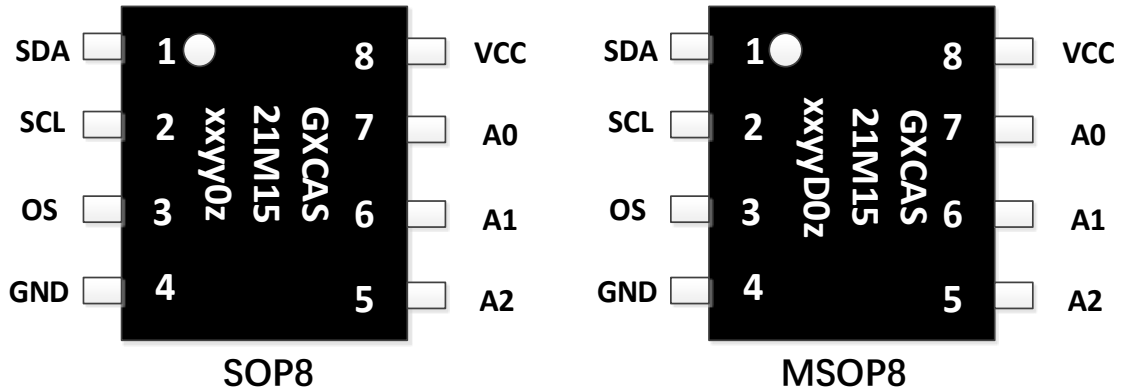 SDA 1 8 VCC
SCL 2 7 A0
OS 3 6 A1
GND 4 5 A2
GXCAS
21M15
xxyy0z
SOP8
SDA 1 8 VCC
SCL 2 7 A0
OS 3 6 A1
GND 4 5 A2
GXCAS
21M15
xxyyD0z
MSOP8